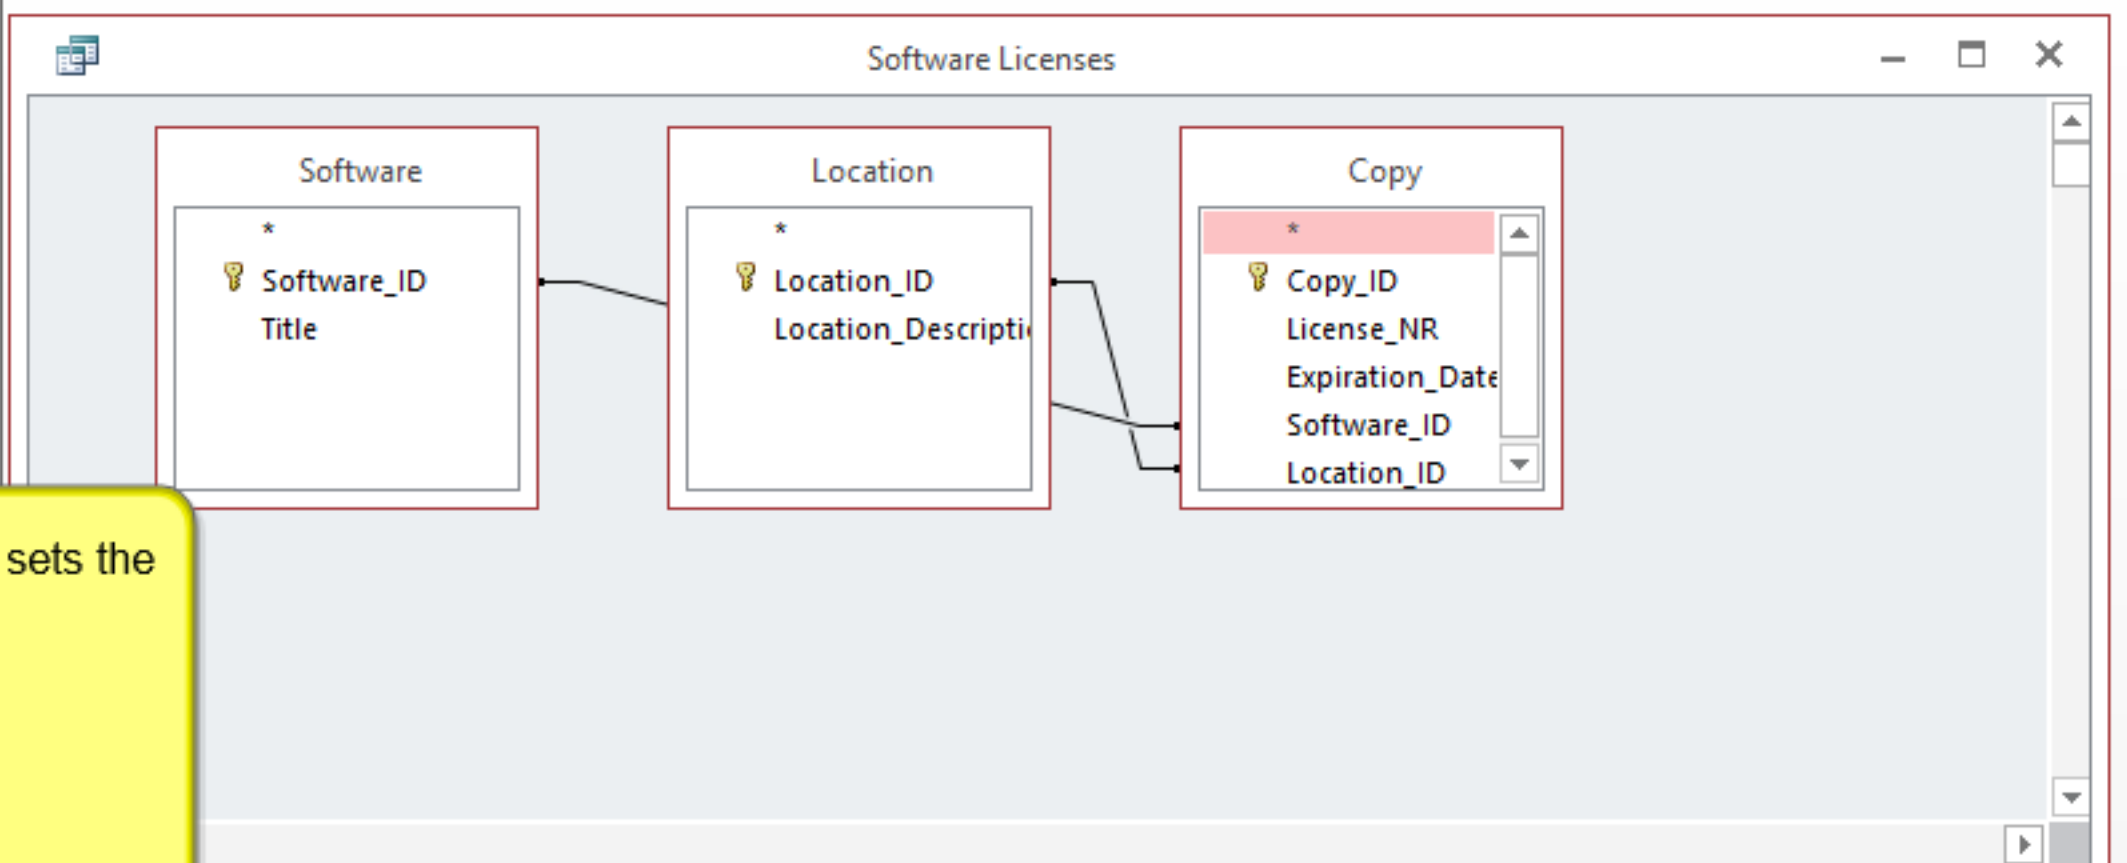 Software Licenses
Software
*
Software_ID
Title
Location
*
Location_ID
Location_Descripti
Copy
*
Copy_ID
License_NR
Expiration_Date
Software_ID
Location_ID
sets the